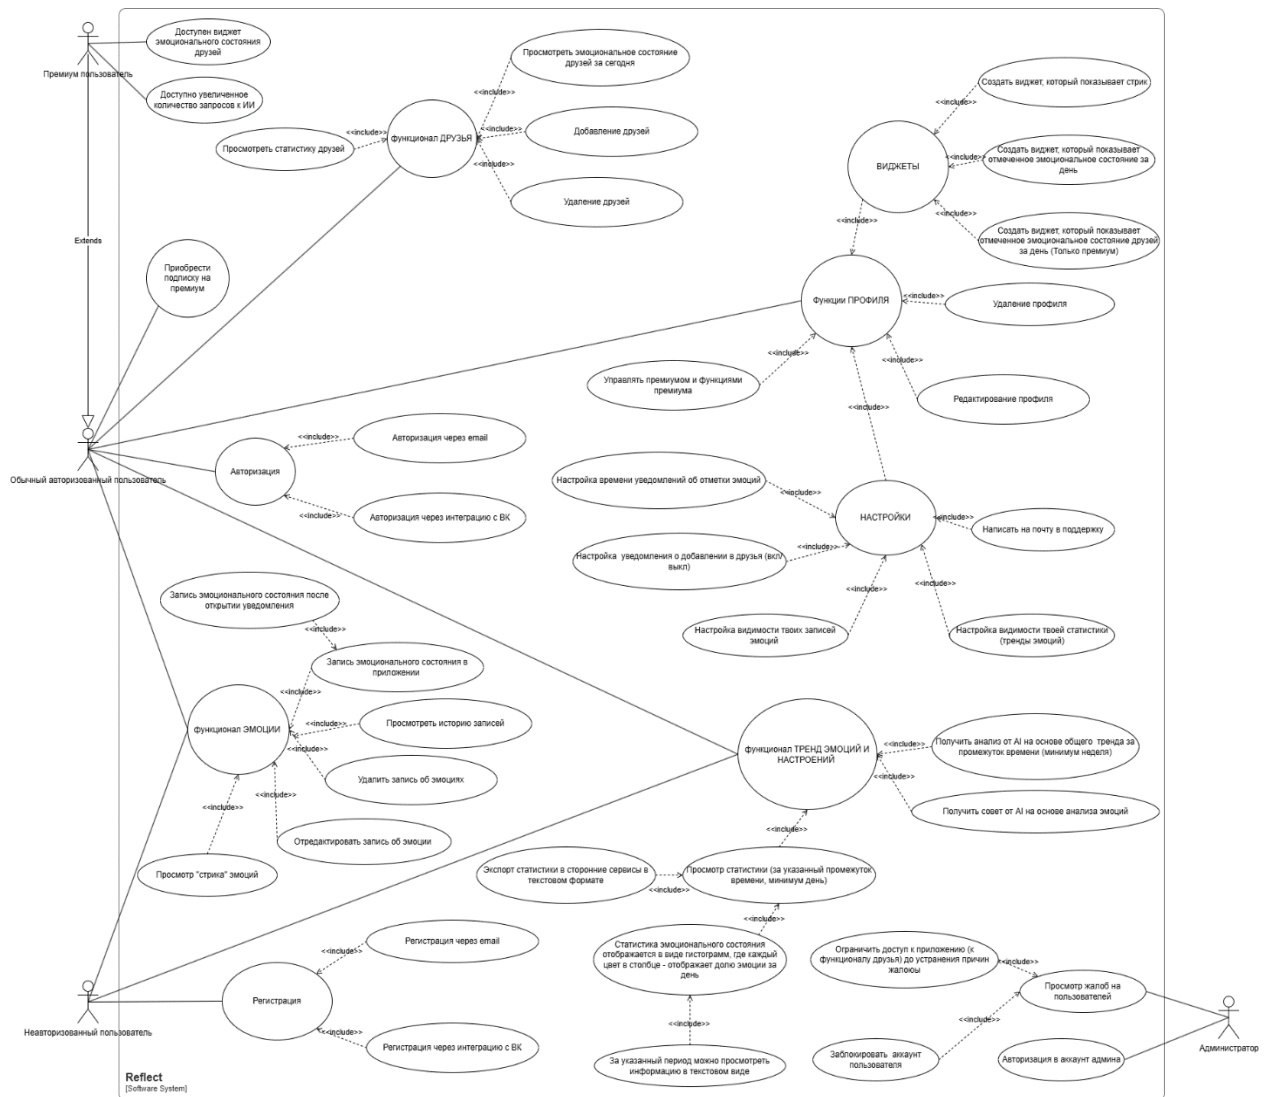 Доступен виджет
эмоционального состояния
друзей
Премиум пользователь
Доступно увеличенное
количество запросов к ИИ
Просмотреть эмоциональное состояние
друзей за сегодня
<<include>>
функционал ДРУЗЬЯ
<<include>>
Просмотреть статистику друзей
<<include>>
Добавление друзей
<<include>>
Удаление друзей
Создать виджет, который показывает стрик
<<include>>
ВИДЖЕТЫ
<<include>>
Создать виджет, который показывает
отмеченное эмоциональное состояние за
день
<<include>>
Создать виджет, который показывает
отмеченное эмоциональное состояние друзей
за день (Только премиум)
<<include>>
Extends
Приобрести
подписку на
премиум
Функции ПРОФИЛЯ
<<include>>
Удаление профиля
<<include>>
Управлять премиумом и функциями
премиума
<<include>>
Редактирование профиля
<<include>>
Обычный авторизованный пользователь
Авторизация
<<include>>
Авторизация через email
<<include>>
Авторизация через интеграцию с ВК
Настройка времени уведомлений об отметки эмоций
<<include>>
НАСТРОЙКИ
Написать на почту в поддержку
<<include>>
Настройка уведомления о добавлении в друзья (вкл/
выкл)
<<include>>
<<include>>
<<include>>
Настройка видимости твоих записей
эмоций
Настройка видимости твоей статистики
(тренды эмоций)
Запись эмоционального состояния после
открытии уведомления
<<include>>
Запись эмоционального состояния в
приложении
<<include>>
функционал ЭМОЦИИ
<<include>>
Просмотреть историю записей
<<include>>
Удалить запись об эмоциях
<<include>>
<<include>>
Отредактировать запись об эмоции
Просмотр "стрика" эмоций
функционал ТРЕНД ЭМОЦИЙ И
НАСТРОЕНИЙ
<<include>>
Получить анализ от AI на основе общего тренда за
промежуток времени (минимум неделя)
<<include>>
Получить совет от AI на основе анализа эмоций
<<include>>
Экспорт статистики в сторонние сервисы в
текстовом формате
<<include>>
Просмотр статистики (за указанный промежуток
времени, минимум день)
<<include>>
Статистика эмоционального состояния
отображается в виде гистограмм, где каждый
цвет в столбце - отображает долю эмоции за
день
<<include>>
За указанный период можно просмотреть
информацию в текстовом виде
Неавторизованный пользователь
Регистрация
<<include>>
Регистрация через email
<<include>>
Регистрация через интеграцию с ВК
Ограничить доступ к приложению (к
функционалу друзья) до устранения причин
жалоюы
<<include>>
Просмотр жалоб на
пользователей
<<include>>
Заблокировать аккаунт
пользователя
Авторизация в аккаунт админа
Администратор
Reflect
[Software System]